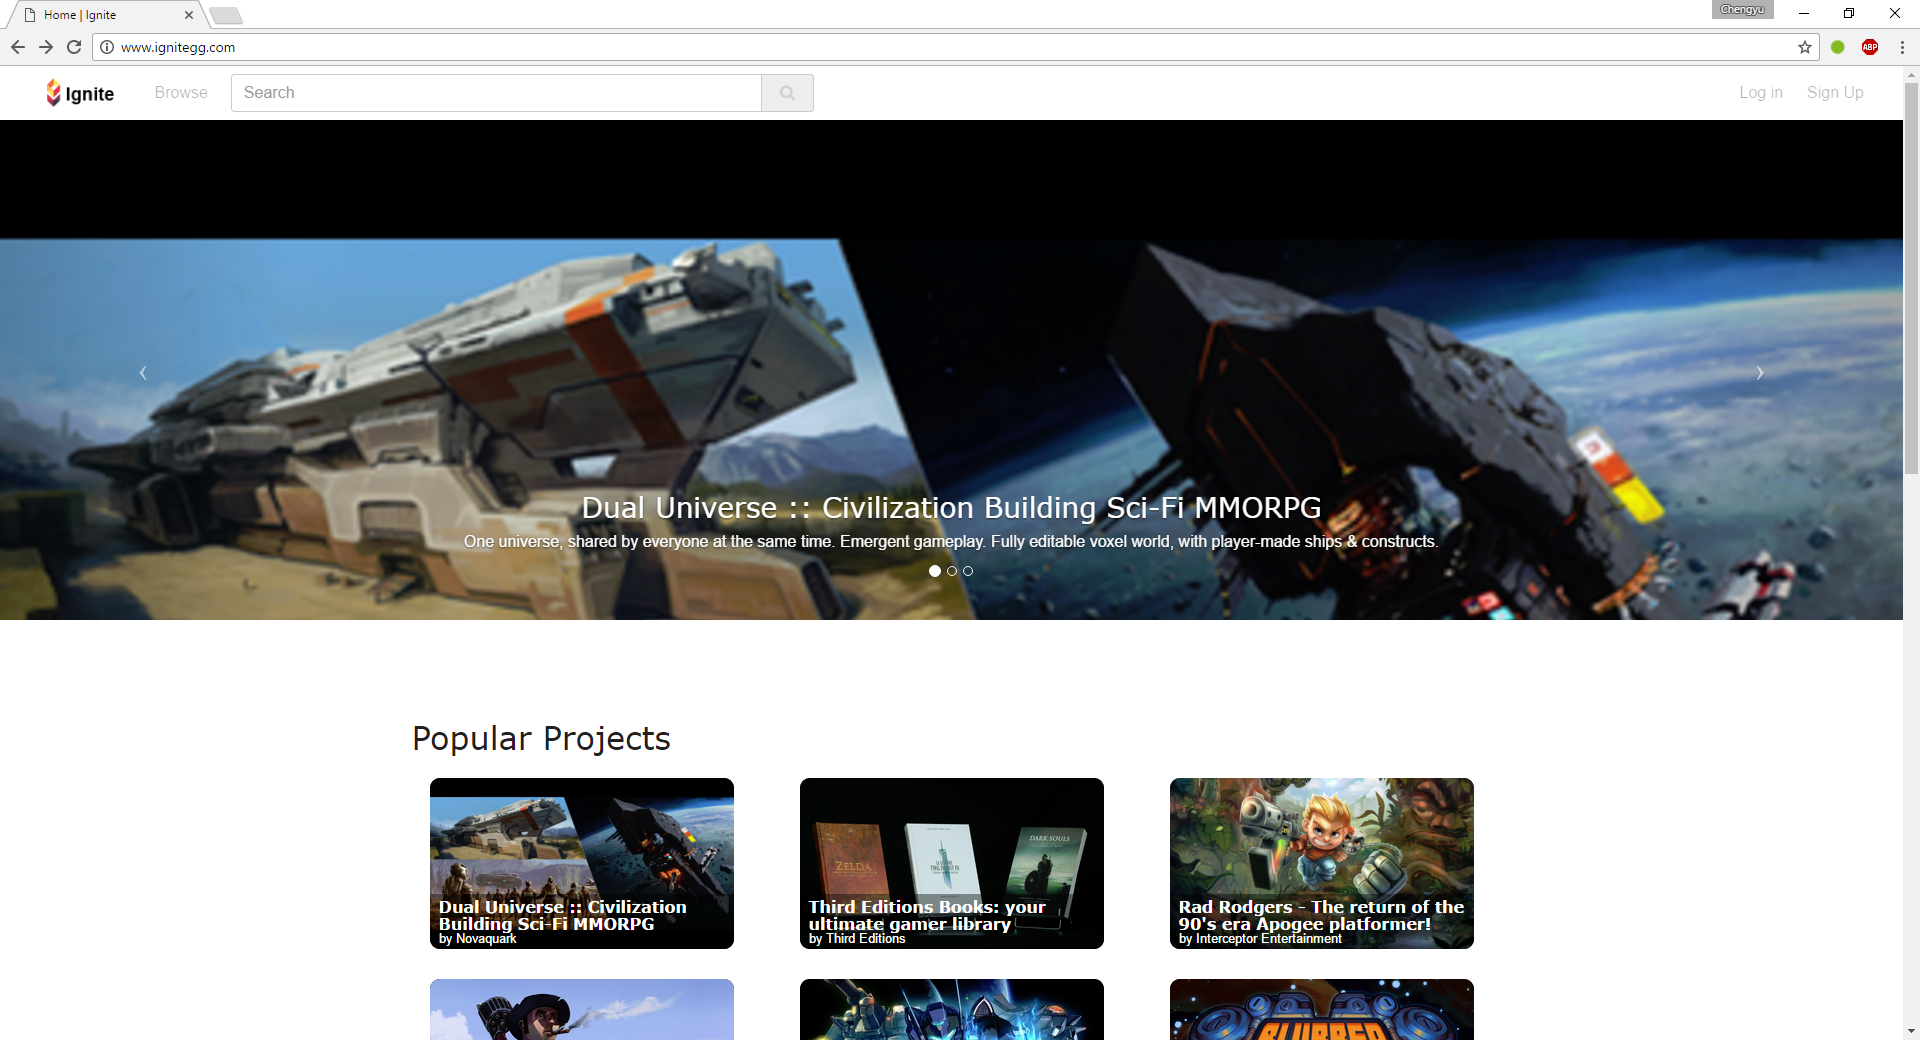 Home | Ignite
Chengyu
www.ignitegg.com
ABP
Ignite
Browse
Search
Log in
Sign Up
Dual Universe :: Civilization Building Sci-Fi MMORPG
One universe, shared by everyone at the same time. Emergent gameplay. Fully editable voxel world, with player-made ships & constructs.
Popular Projects
Dual Universe :: Civilization
Building Sci-Fi MMORPG
by Novaquark
ZELDA
DARK SOULS
Third Editions Books: your
ultimate gamer library
by Third Editions
Rad Rodgers - The return of the
90's era Apogee platformer!
by Interceptor Entertainment